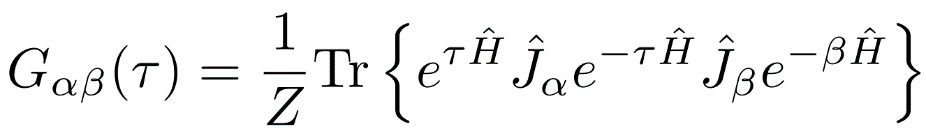 G_{\alpha\beta}(\tau) = \frac{1}{Z} \mathrm{Tr} \left\{ e^{\tau \hat{H}} \hat{J}_{\alpha} e^{-\tau \hat{H}} \hat{J}_{\beta} e^{-\beta \hat{H}} \right\}